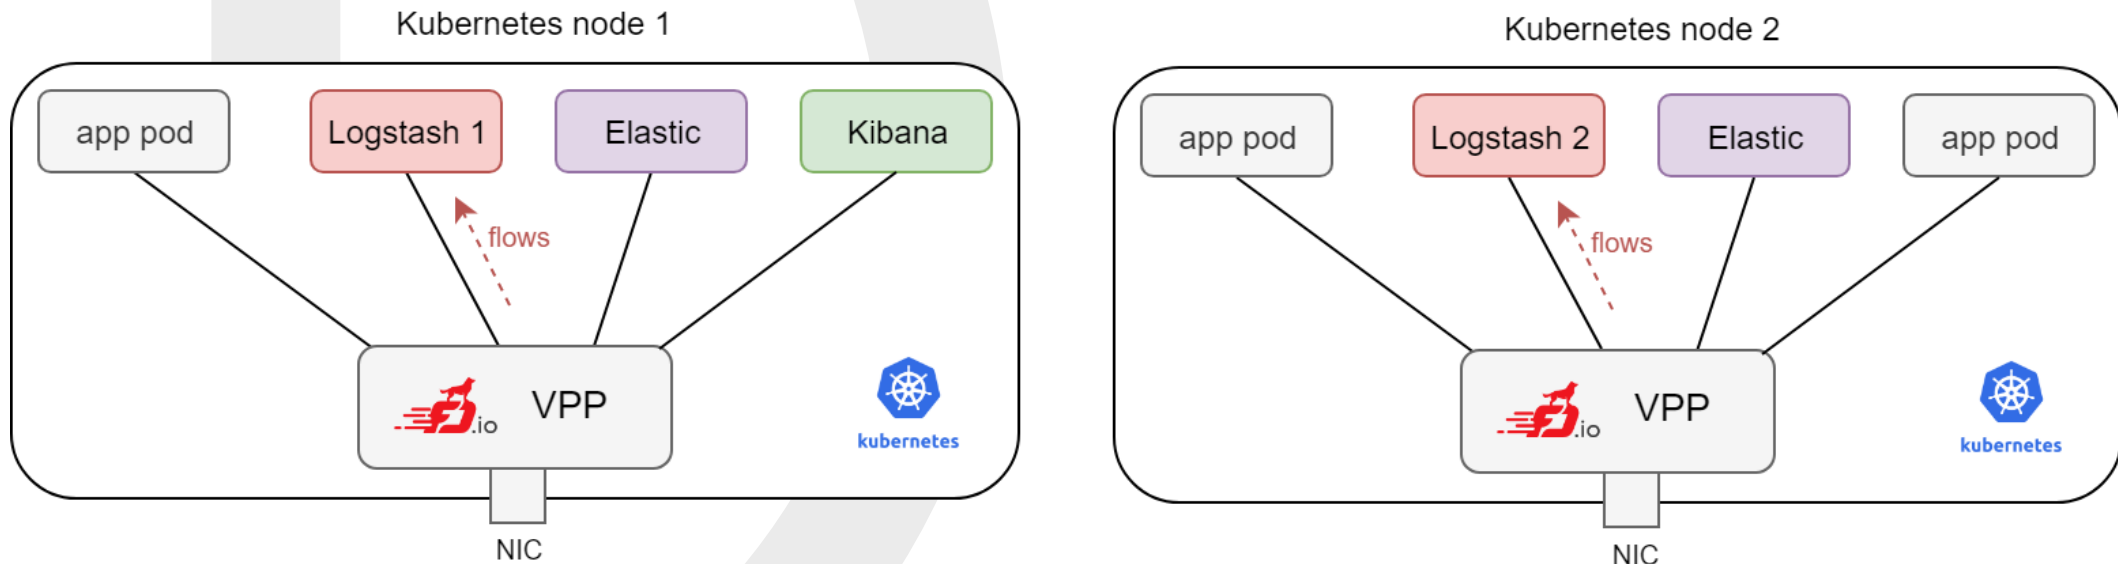 Kubernetes node 1
app pod
Logstash 1
Elastic
Kibana
flows
.io
VPP
kubernetes
NIC
Kubernetes node 2
app pod
Logstash 2
Elastic
app pod
flows
.io
VPP
kubernetes
NIC